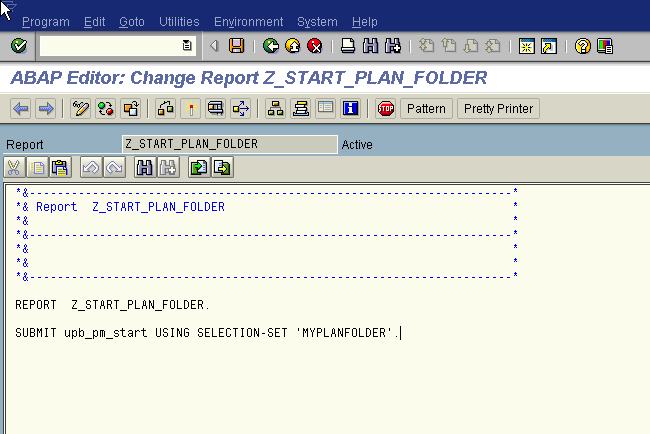 Program Edit Goto Utilities Environment System Help
ABAP Editor: Change Report Z_START_PLAN_FOLDER
Pattern Pretty Printer
Report Z_START_PLAN_FOLDER Active
*&---------------------------------------------------------------------*
*& Report  Z_START_PLAN_FOLDER                                         *
*&                                                                     *
*&---------------------------------------------------------------------*
*&                                                                     *
*&                                                                     *
*&---------------------------------------------------------------------*
REPORT  Z_START_PLAN_FOLDER.
SUBMIT upb_pm_start USING SELECTION-SET 'MYPLANFOLDER'.